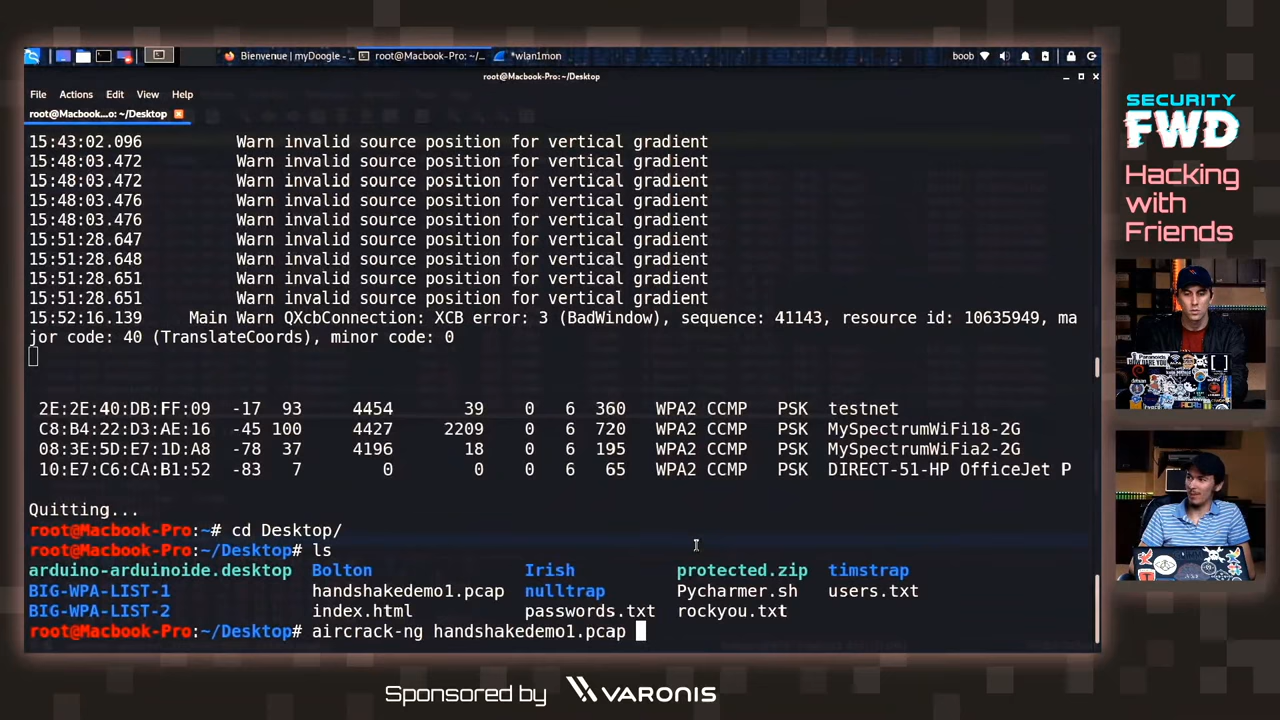 Bienvenue | myDoogle - ...
root@Macbook-Pro: ~/...
*wlan1mon
boob
root@Macbook-Pro: ~/Desktop
File Actions Edit View Help
root@Macbook...o: ~/Desktop
15:43:02.096 Warn invalid source position for vertical gradient
15:48:03.472 Warn invalid source position for vertical gradient
15:48:03.472 Warn invalid source position for vertical gradient
15:48:03.476 Warn invalid source position for vertical gradient
15:48:03.476 Warn invalid source position for vertical gradient
15:51:28.647 Warn invalid source position for vertical gradient
15:51:28.648 Warn invalid source position for vertical gradient
15:51:28.651 Warn invalid source position for vertical gradient
15:51:28.651 Warn invalid source position for vertical gradient
15:52:16.139 Main Warn QXcbConnection: XCB error: 3 (BadWindow), sequence: 41143, resource id: 10635949, ma
jor code: 40 (TranslateCoords), minor code: 0
2E:2E:40:DB:FF:09 -17 93 4454 39 0 6 360 WPA2 CCMP PSK testnet
C8:B4:22:D3:AE:16 -45 100 4427 2209 0 6 720 WPA2 CCMP PSK MySpectrumWiFi18-2G
08:3E:5D:E7:1D:A8 -78 37 4196 18 0 6 195 WPA2 CCMP PSK MySpectrumWiFia2-2G
10:E7:C6:CA:B1:52 -83 7 0 0 6 65 WPA2 CCMP PSK DIRECT-51-HP OfficeJet P
Quitting...
root@Macbook-Pro:~# cd Desktop/
root@Macbook-Pro:~/Desktop# ls
arduino-arduinoide.desktop Bolton Irish protected.zip timstrap
BIG-WPA-LIST-1 handshakedemo1.pcap nulltrap Pycharmer.sh users.txt
BIG-WPA-LIST-2 index.html passwords.txt rockyou.txt
root@Macbook-Pro:~/Desktop# aircrack-ng handshakedemo1.pcap
SECURITY
FWD
Hacking
with
Friends
Sponsored by VARONIS